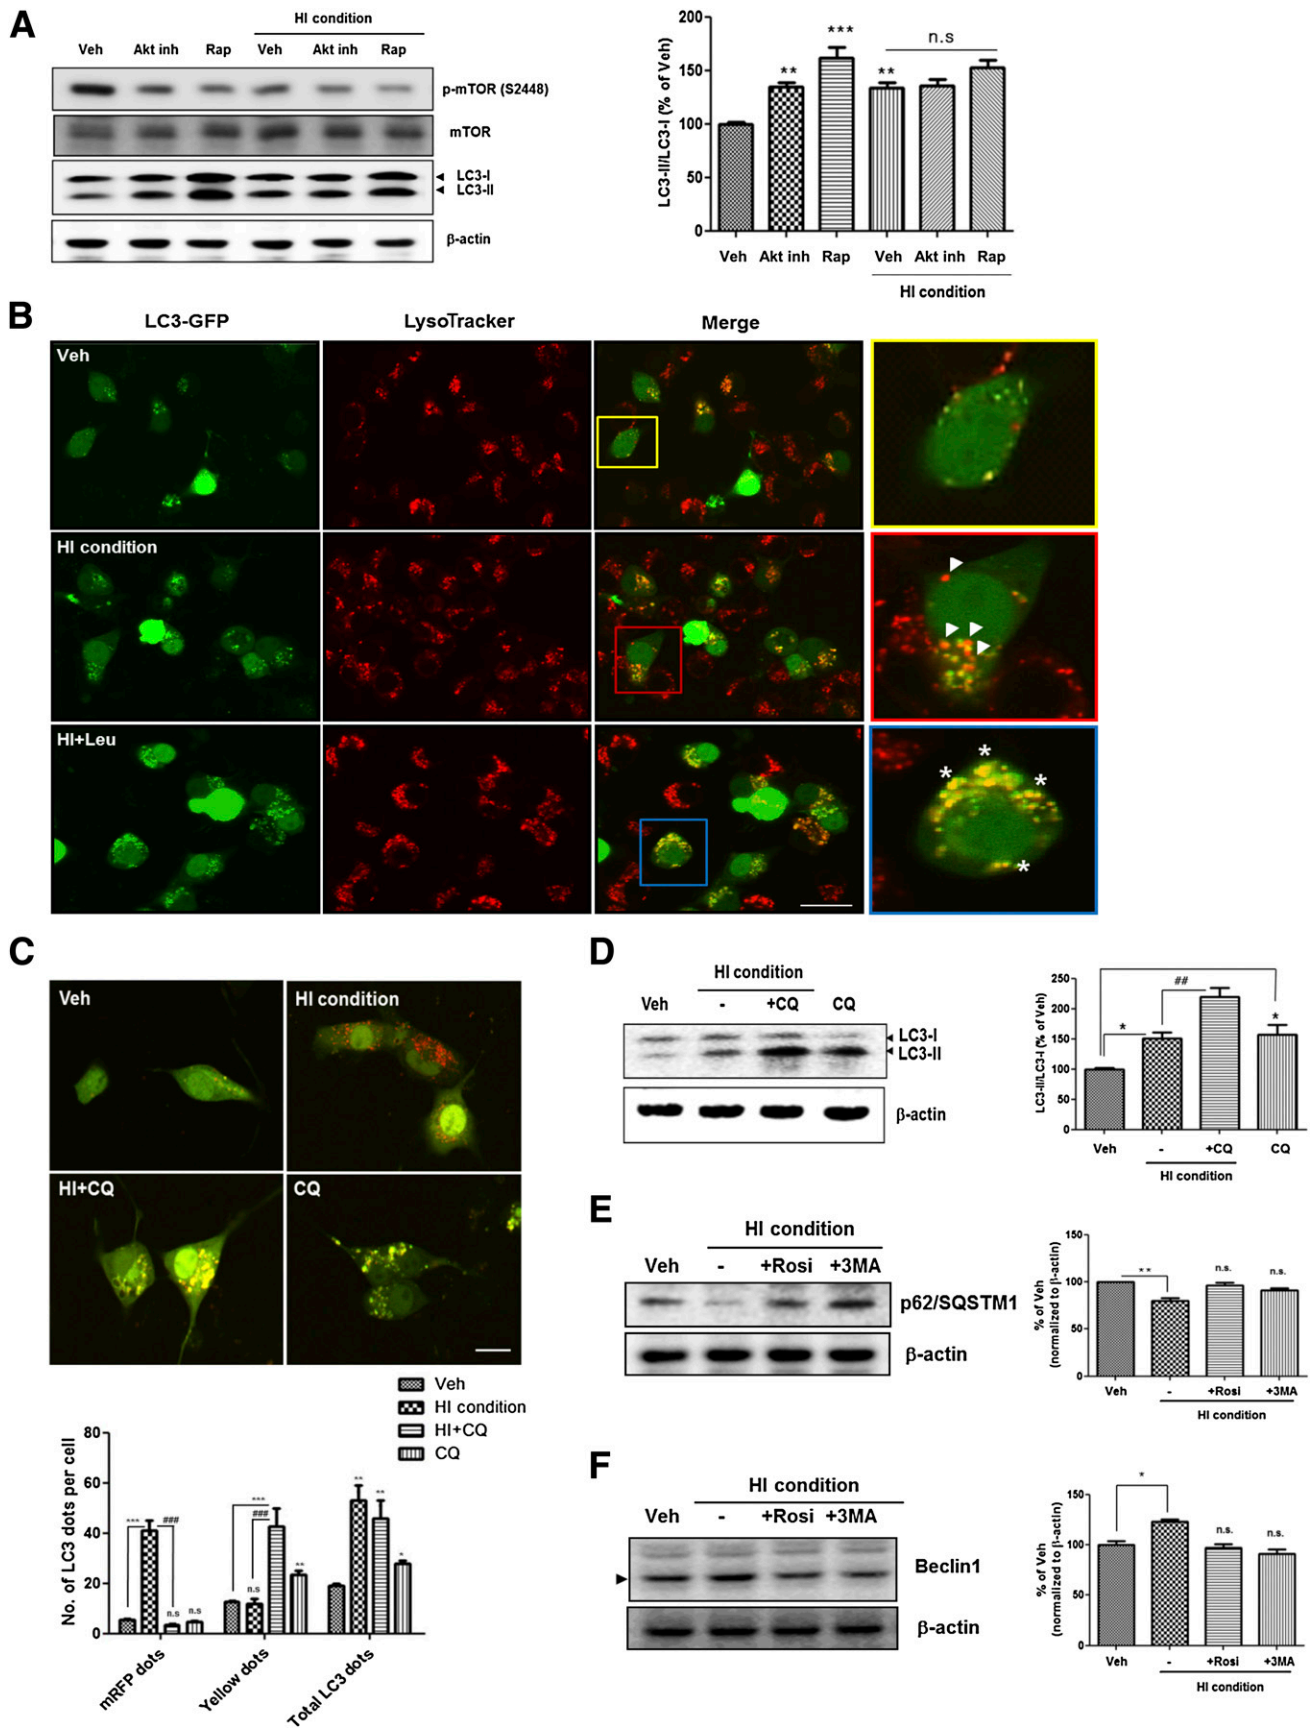 A
HI condition
Veh Akt inh Rap Veh Akt inh Rap
p-mTOR (S2448)
mTOR
LC3-I
LC3-II
β-actin
LC3-II/LC3-I (% of Veh)
200
150
100
50
0
** *** ** n.s
Veh Akt inh Rap Veh Akt inh Rap
HI condition
B
LC3-GFP LysoTracker Merge
Veh
HI condition
HI+Leu
* * * *
C
Veh HI condition
HI+CQ CQ
Veh
HI condition
HI+CQ
CQ
No. of LC3 dots per cell
80
60
40
20
0
*** ### n.s n.s
*** ### n.s **
** ** *
mRFP dots Yellow dots Total LC3 dots
D
HI condition
Veh - +CQ CQ
LC3-I
LC3-II
β-actin
LC3-II/LC3-I (% of Veh)
250
200
150
100
50
0
* ## *
Veh - +CQ CQ
HI condition
E
HI condition
Veh - +Rosi +3MA
p62/SQSTM1
β-actin
% of Veh
(normalized to β-actin)
150
100
50
0
** n.s. n.s.
Veh - +Rosi +3MA
HI condition
F
HI condition
Veh - +Rosi +3MA
Beclin1
β-actin
% of Veh
(normalized to β-actin)
150
100
50
0
* n.s. n.s.
Veh - +Rosi +3MA
HI condition